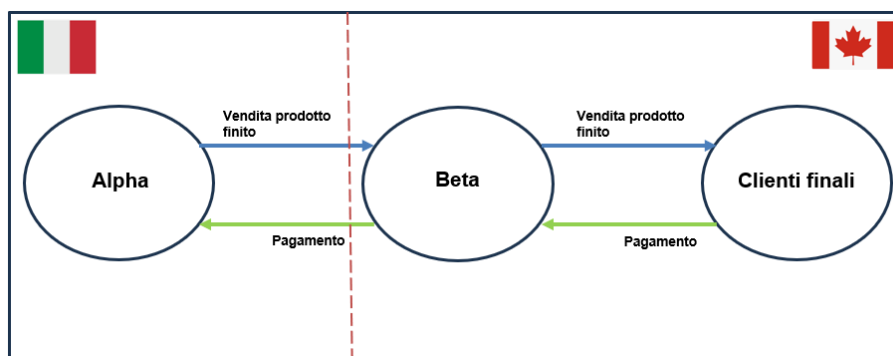 Vendita prodotto
finito
Vendita prodotto
finito
Alpha
Beta
Clienti finali
Pagamento
Pagamento